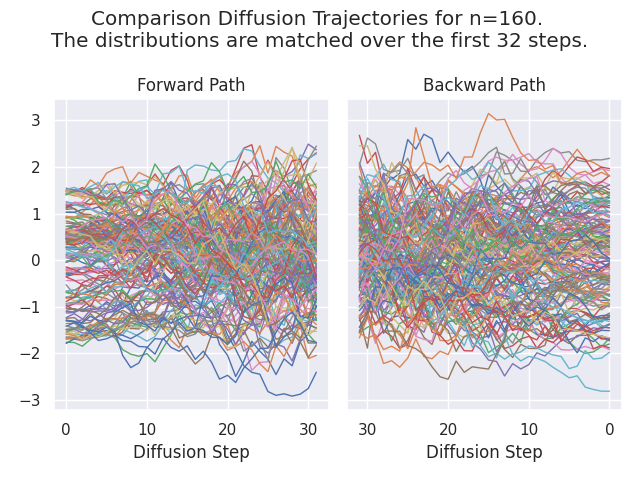 Comparison Diffusion Trajectories for n=160.
The distributions are matched over the first 32 steps.
Forward Path
Backward Path
3
2
1
0
−1
−2
−3
0 10 20 30
30 20 10 0
Diffusion Step
Diffusion Step